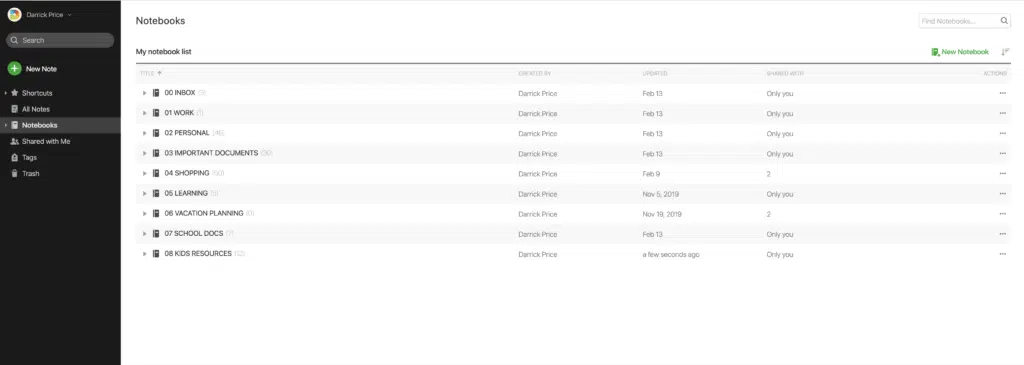 Darrick Price
Notebooks
Find Notebooks...
Search
My notebook list
New Notebook
New Note
TITLE CREATED BY UPDATED SHARED WITH ACTIONS
Shortcuts
00 INBOX Darrick Price Feb 13 Only you
All Notes
01 WORK Darrick Price Feb 13 Only you
Notebooks
02 PERSONAL (46) Darrick Price Feb 13 Only you
Shared with Me
03 IMPORTANT DOCUMENTS (90) Darrick Price Feb 13 Only you
Tags
04 SHOPPING (50) Darrick Price Feb 9 2
Trash
05 LEARNING Darrick Price Nov 5, 2019 Only you
06 VACATION PLANNING (0) Darrick Price Nov 19, 2019 2
07 SCHOOL DOCS Darrick Price Feb 13 Only you
08 KIDS RESOURCES (12) Darrick Price a few seconds ago Only you